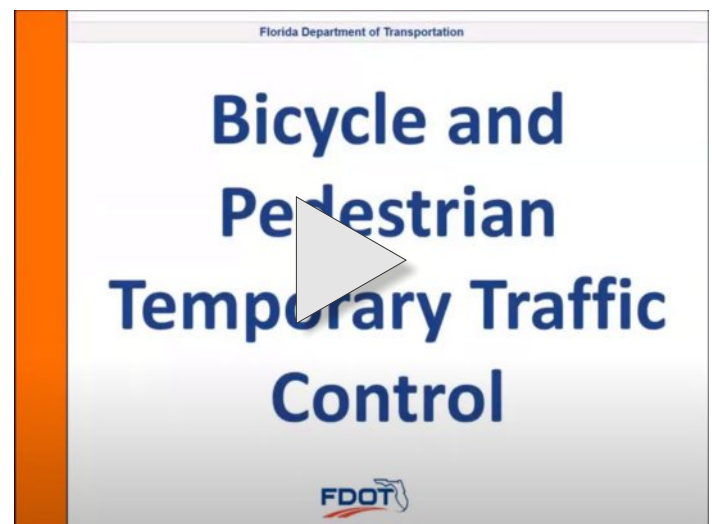 Florida Department of Transportation
Bicycle and
Pedestrian
Temporary Traffic
Control
FDOT